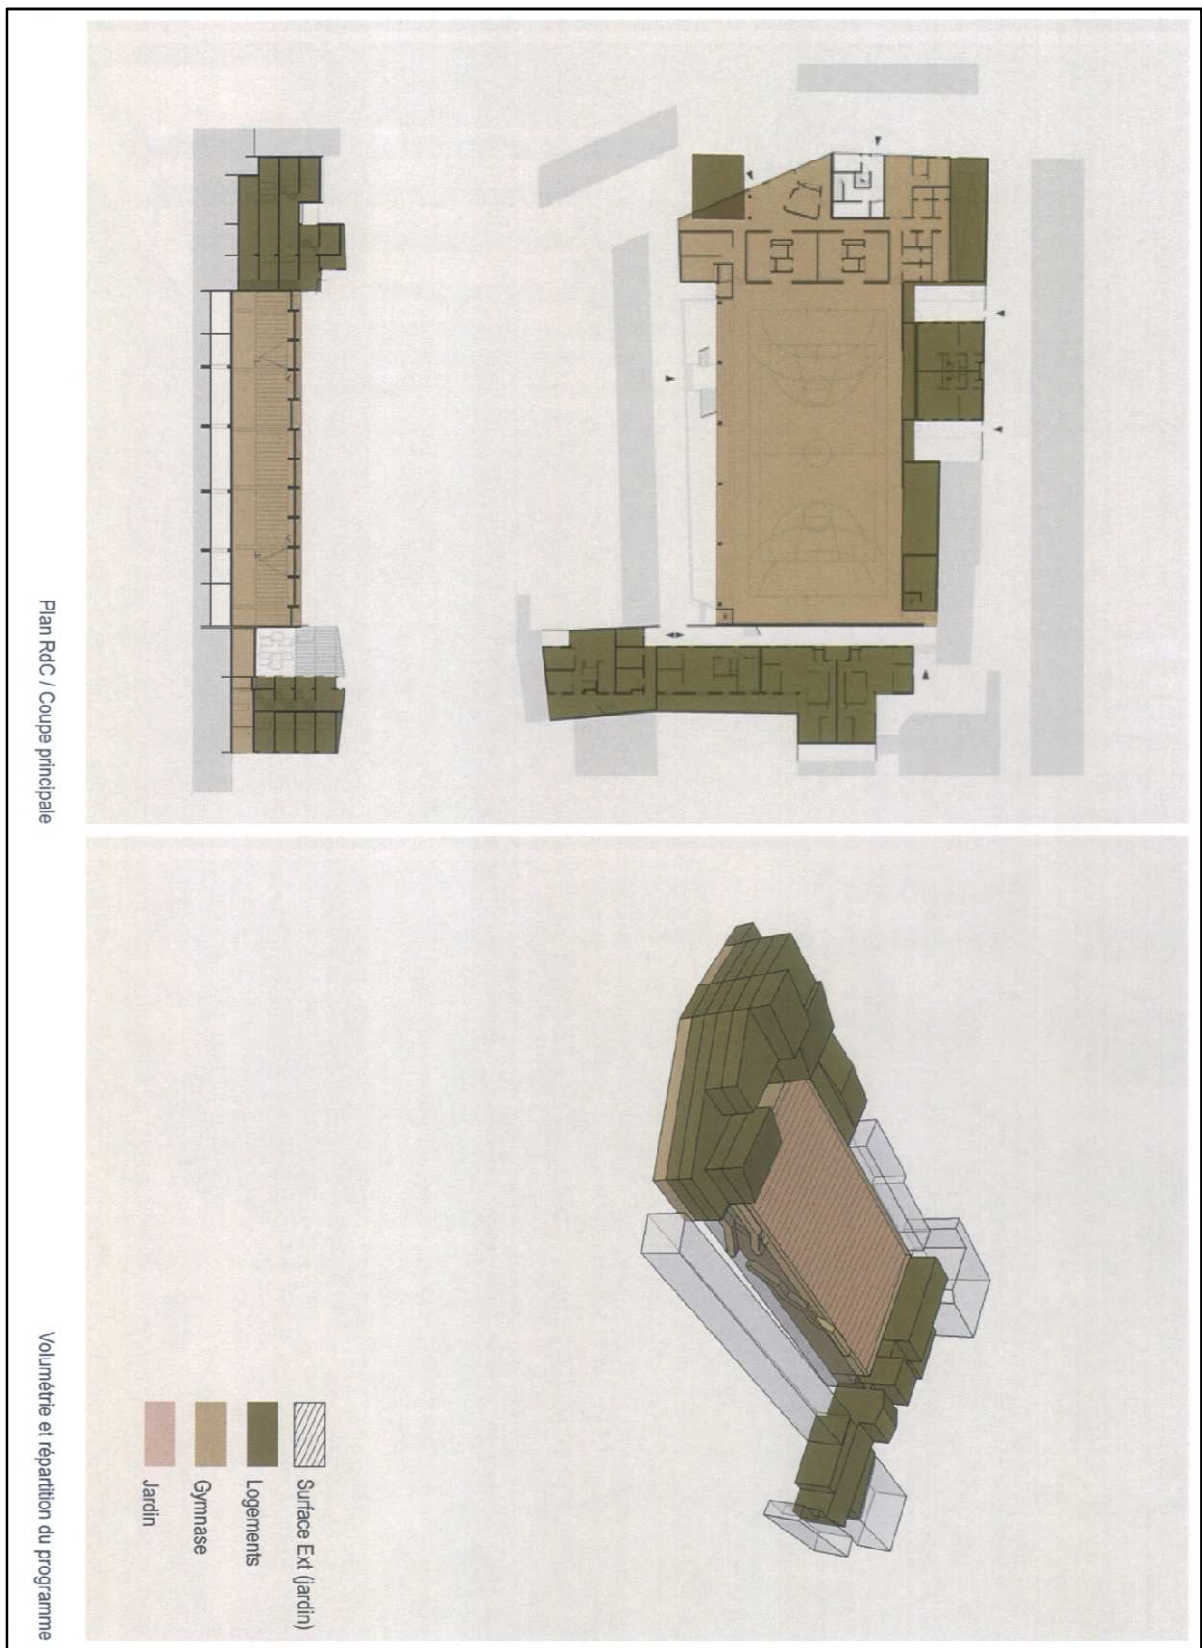 Plan RdC / Coupe principale
Surface Ext (jardin)
Logements
Gymnase
Jardin
Volumétrie et répartition du programme